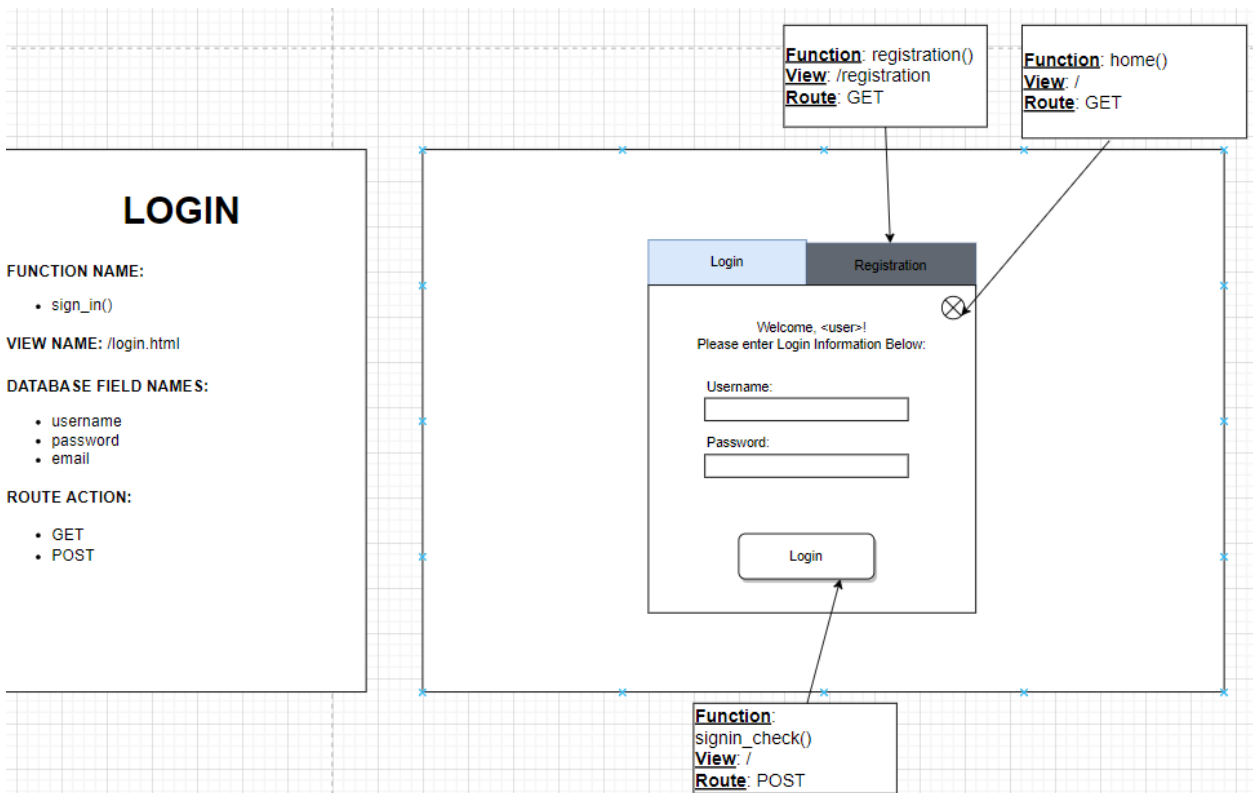 Function: registration()
View: /registration
Route: GET
Function: home()
View: /
Route: GET
LOGIN
FUNCTION NAME:
• sign_in()
VIEW NAME: /login.html
DATABASE FIELD NAMES:
• username
• password
• email
ROUTE ACTION:
• GET
• POST
Login
Registration
Welcome, <user>!
Please enter Login Information Below:
Username:
Password:
Login
Function:
signin_check()
View: /
Route: POST